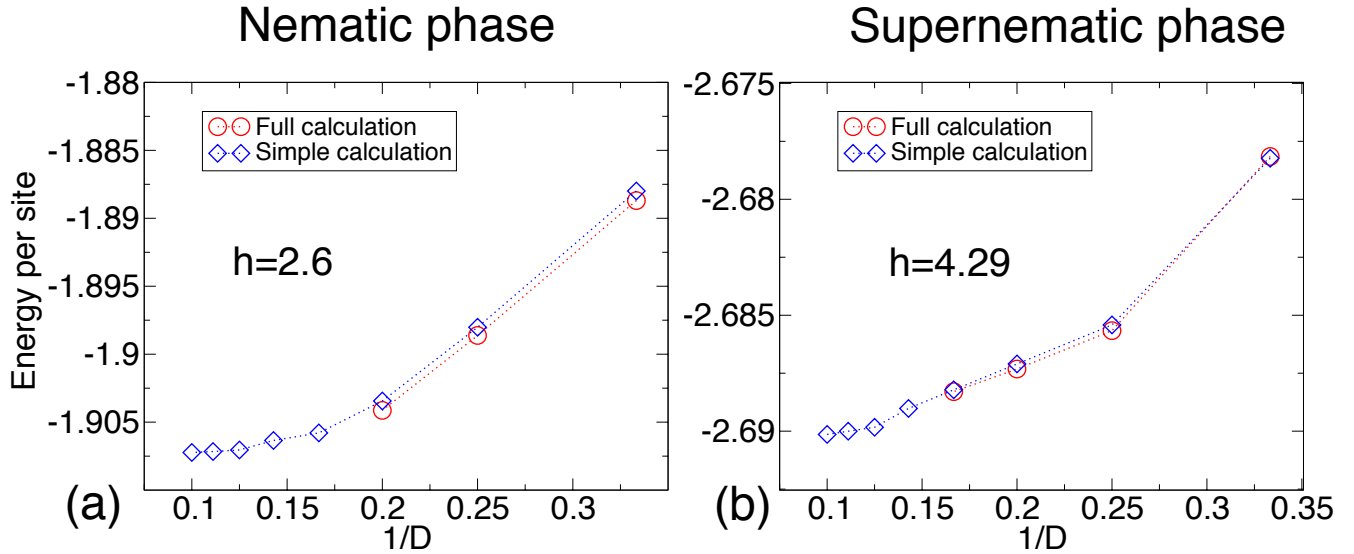 Nematic phase
Supernematic phase
-1.88
-1.885
-1.89
-1.895
-1.9
-1.905
Energy per site
Full calculation
Simple calculation
h=2.6
(a)
0.1
0.15
0.2
0.25
0.3
1/D
-2.675
-2.68
-2.685
-2.69
Full calculation
Simple calculation
h=4.29
(b)
0.1
0.15
0.2
0.25
0.3
0.35
1/D